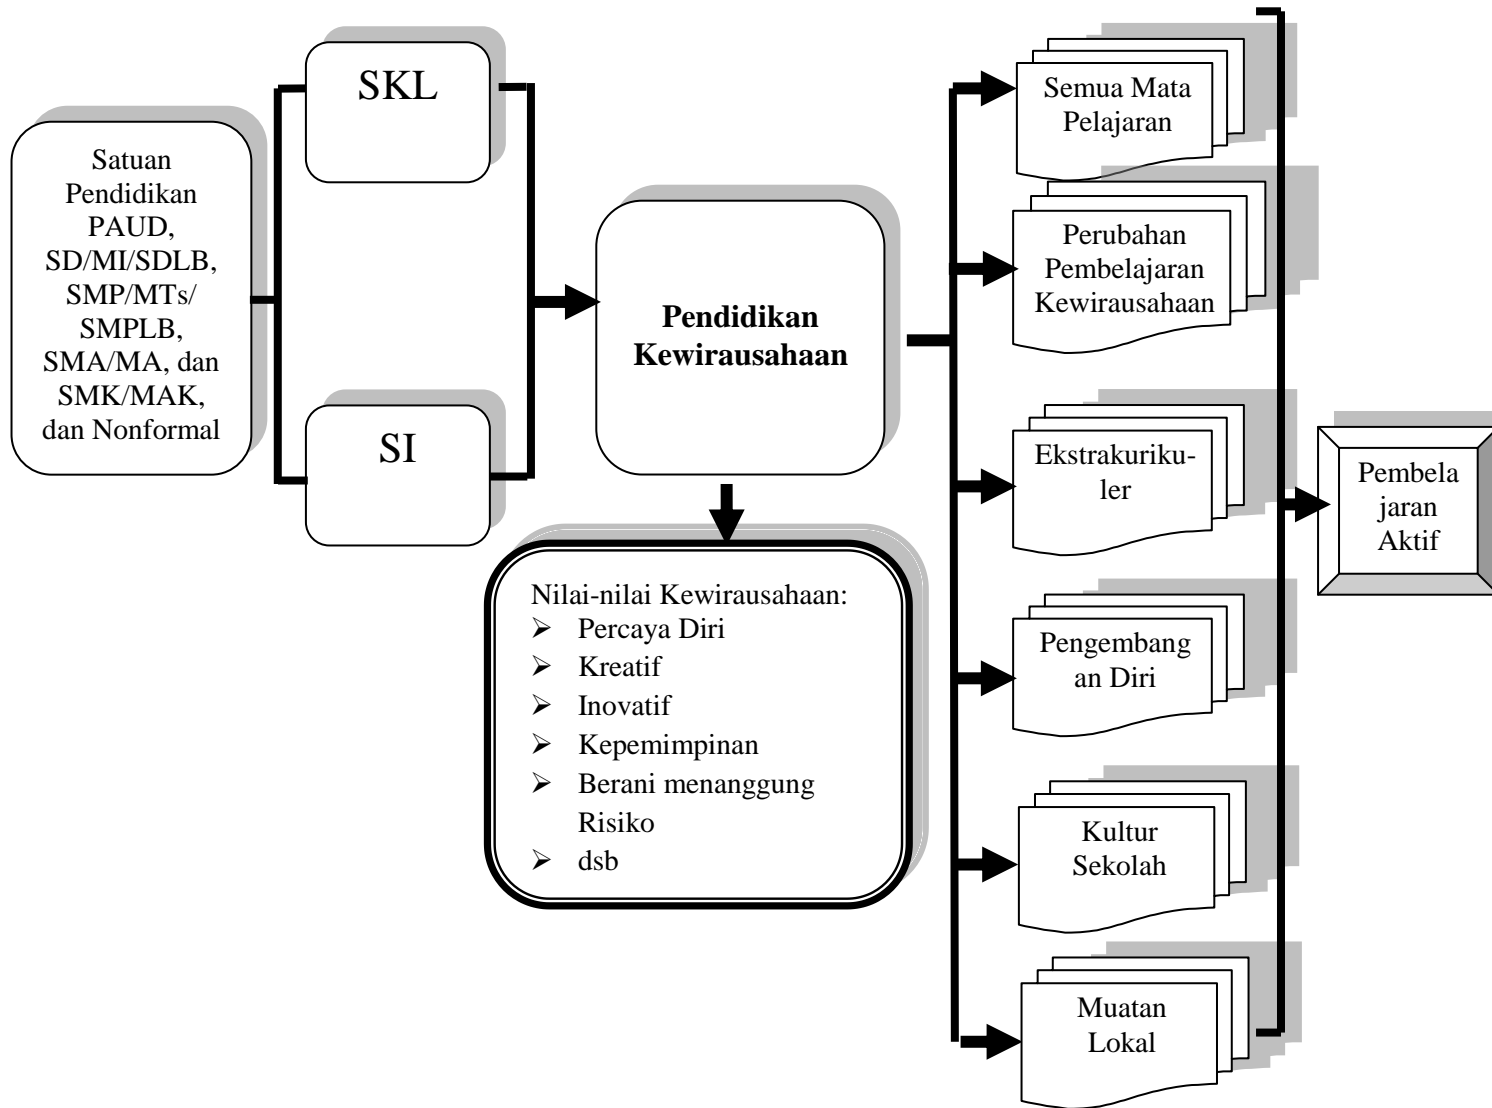 Satuan
Pendidikan
PAUD,
SD/MI/SDLB,
SMP/MTs/
SMPLB,
SMA/MA, dan
SMK/MAK,
dan Nonformal
SKL
SI
Pendidikan
Kewirausahaan
Nilai-nilai Kewirausahaan:
➢ Percaya Diri
➢ Kreatif
➢ Inovatif
➢ Kepemimpinan
➢ Berani menanggung
Risiko
➢ dsb
Semua Mata
Pelajaran
Perubahan
Pembelajaran
Kewirausahaan
Ekstrakuriku-
ler
Pengembang
an Diri
Kultur
Sekolah
Muatan
Lokal
Pembela
jaran
Aktif